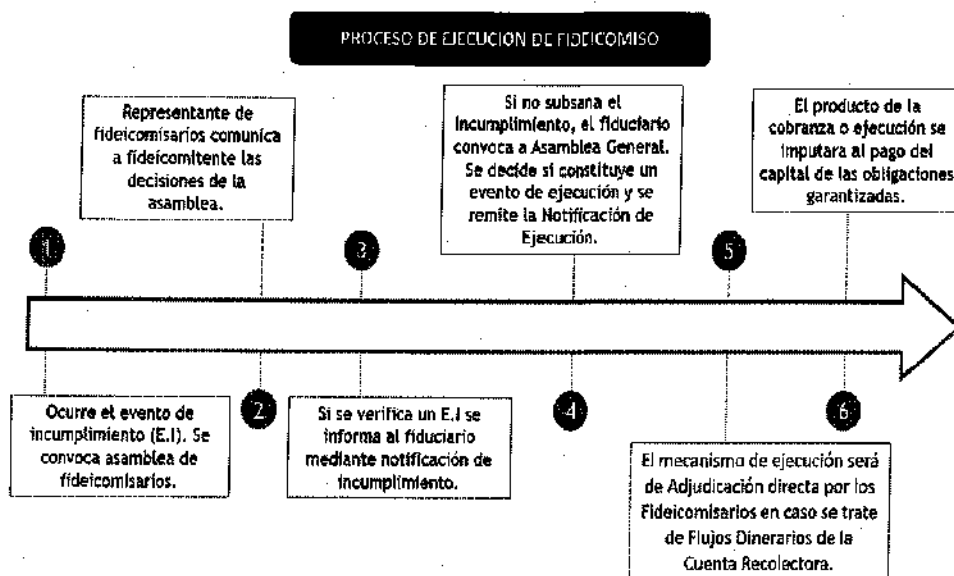 PROCESO DE EJECUCION DE FIDEICOMISO
1
Ocurre el evento de
incumplimiento (E.I). Se
convoca asamblea de
fideicomisarios.
Representante de
fideicomisarios comunica
a fideicomitente las
decisiones de la
asamblea.
2
3
Si se verifica un E.I se
informa al fiduciario
mediante notificación de
incumplimiento.
Si no subsana el
incumplimiento, el fiduciario
convoca a Asamblea General.
Se decide si constituye un
evento de ejecución y se
remite la Notificación de
Ejecución.
4
5
El mecanismo de ejecución será
de Adjudicación directa por los
Fideicomisarios en caso se trate
de Flujos Dinerarios de la
Cuenta Recolectora.
El producto de la
cobranza o ejecución se
imputara al pago del
capital de las obligaciones
garantizadas.
6